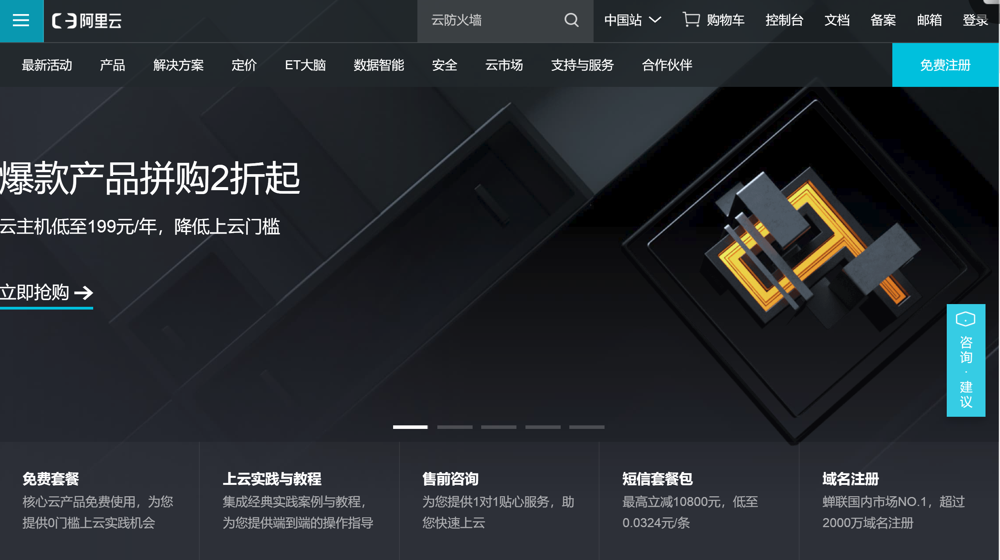 阿里云
云防火墙
中国站
购物车
控制台
文档
备案
邮箱
登录
最新活动
产品
解决方案
定价
ET大脑
数据智能
安全
云市场
支持与服务
合作伙伴
免费注册
爆款产品拼购2折起
云主机低至199元/年，降低上云门槛
立即抢购
咨询·建议
免费套餐
核心云产品免费使用，为您
提供0门槛上云实践机会
上云实践与教程
集成经典实践案例与教程，
为您提供端到端的操作指导
售前咨询
为您提供1对1贴心服务，助
您快速上云
短信套餐包
最高立减10800元，低至
0.0324元/条
域名注册
蝉联国内市场NO.1，超过
2000万域名注册